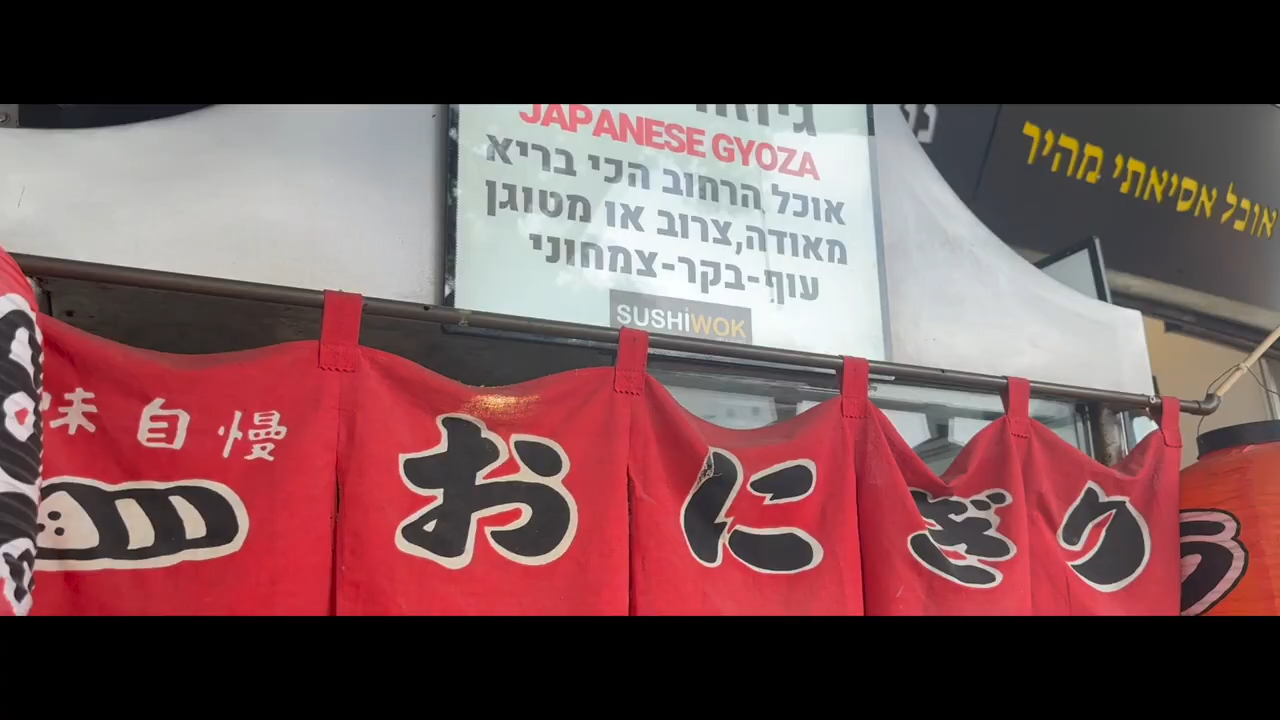 JAPANESE GYOZA
אוכל הרחוב הכי בריא
מאודה,צרוב או מטוגן
עוף-בקר-צמחוני
SUSHiWOK
אוכל אסיאתי מהיר
味自慢
おにぎり